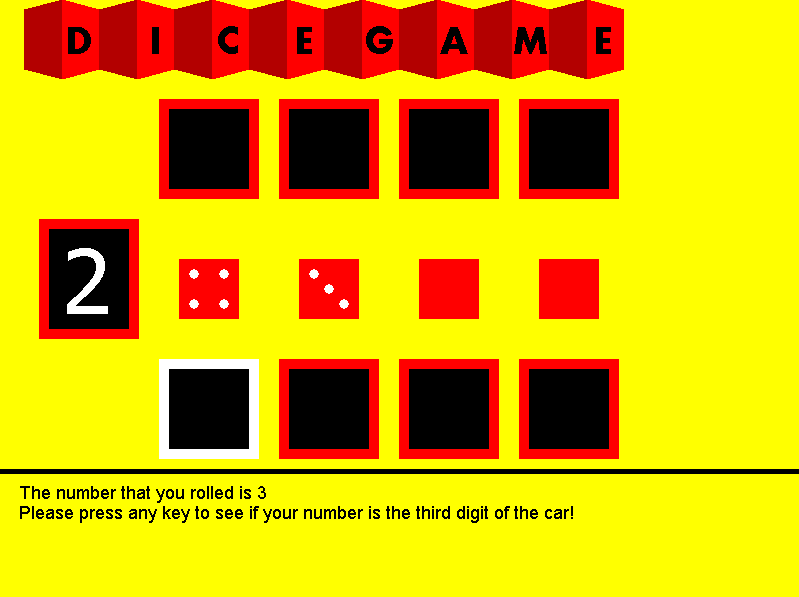 DICEGAME
2
The number that you rolled is 3
Please press any key to see if your number is the third digit of the car!